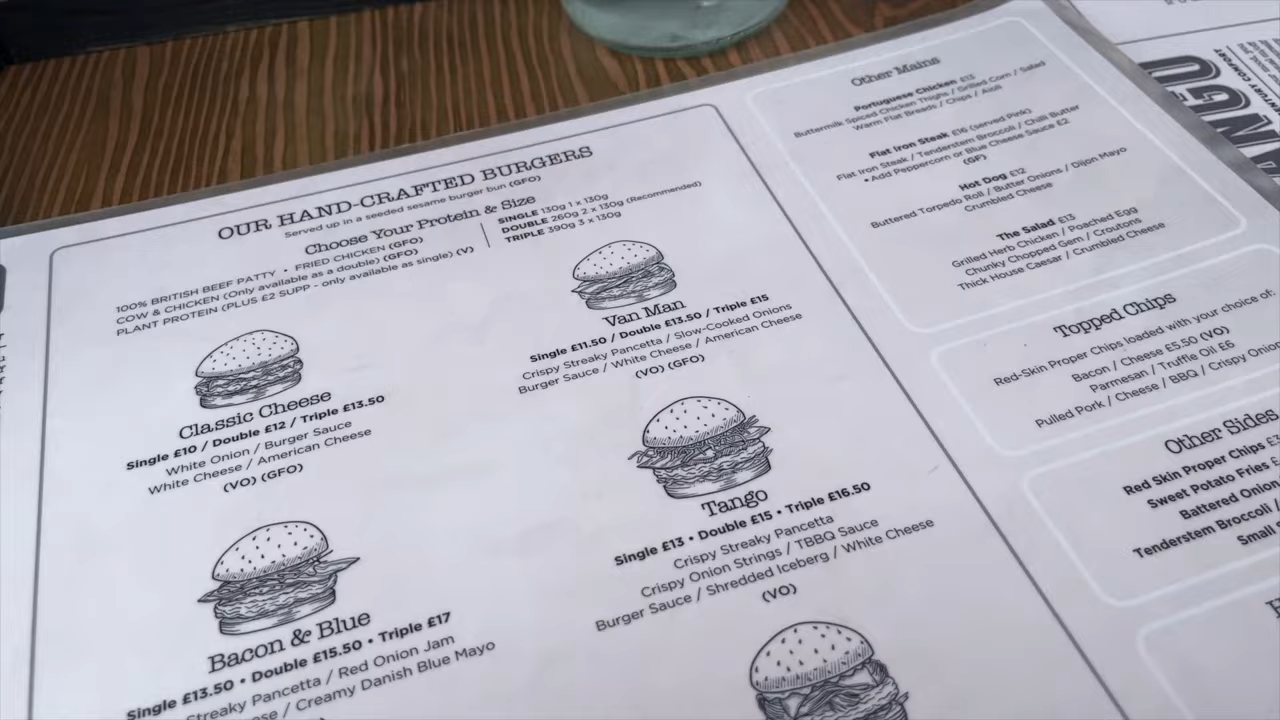 OUR HAND-CRAFTED BURGERS
Served up in a seeded sesame burger bun (GFO)
Choose Your Protein & Size
100% BRITISH BEEF PATTY • FRIED CHICKEN (GFO)
COW & CHICKEN (Only available as a double) (GFO)
PLANT PROTEIN (PLUS £2 SUPP - only available as single) (V)
SINGLE 130g 1 x 130g
DOUBLE 260g 2 x 130g (Recommended)
TRIPLE 390g 3 x 130g
Classic Cheese
Single £10 / Double £12 / Triple £13.50
White Onion / Burger Sauce
White Cheese / American Cheese
(VO) (GFO)
Van Man
Single £11.50 / Double £13.50 / Triple £15
Crispy Streaky Pancetta / Slow-Cooked Onions
Burger Sauce / White Cheese / American Cheese
(VO) (GFO)
Bacon & Blue
Single £13.50 • Double £15.50 • Triple £17
Streaky Pancetta / Red Onion Jam
/ Creamy Danish Blue Mayo
Tango
Single £13 • Double £15 • Triple £16.50
Crispy Streaky Pancetta
Crispy Onion Strings / TBBQ Sauce
Burger Sauce / Shredded Iceberg / White Cheese
(VO)
Other Mains
Portuguese Chicken £13
Buttermilk Spiced Chicken Thighs / Grilled Corn / Salad
Warm Flat Breads / Chips / Aioli
Flat Iron Steak £16 (served Pink)
Flat Iron Steak / Tenderstem Broccoli / Chilli Butter
• Add Peppercorn or Blue Cheese Sauce £2
(GF)
Hot Dog £12
Buttered Torpedo Roll / Butter Onions / Dijon Mayo
Crumbled Cheese
The Salad £13
Grilled Herb Chicken / Poached Egg
Chunky Chopped Gem / Croutons
Thick House Caesar / Crumbled Cheese
Topped Chips
Red-Skin Proper Chips loaded with your choice of:
Bacon / Cheese £5.50 (VO)
Parmesan / Truffle Oil £6
Pulled Pork / Cheese / BBQ / Crispy Onion
Other Sides
Red Skin Proper Chips
Sweet Potato Fries
Battered Onion
Tenderstem Broccoli /
Small